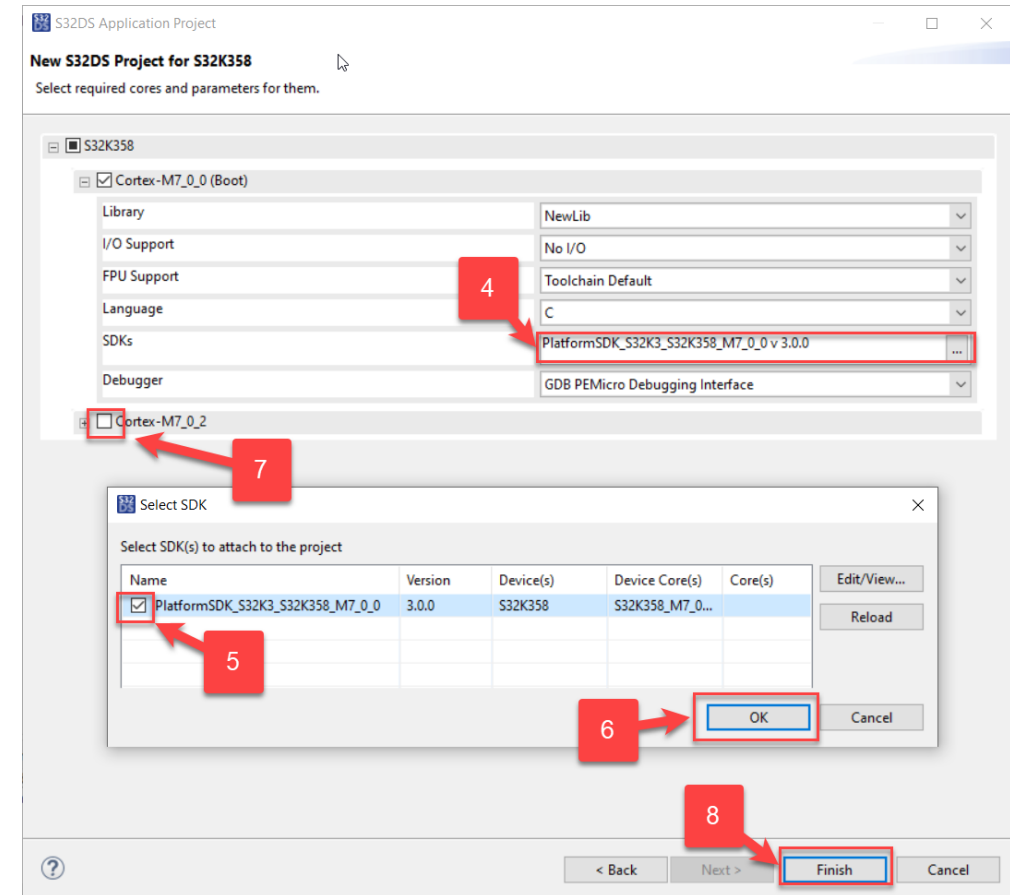 S32DS Application Project
New S32DS Project for S32K358
Select required cores and parameters for them.
S32K358
Cortex-M7_0_0 (Boot)
Library NewLib
I/O Support No I/O
FPU Support Toolchain Default
4
Language C
SDKs PlatformSDK_S32K3_S32K358_M7_0_0 v 3.0.0 ...
Debugger GDB PEMicro Debugging Interface
Cortex-M7_0_2
7
S32 DS Select SDK
Select SDK(s) to attach to the project
Name Version Device(s) Device Core(s) Core(s) Edit/View...
PlatformSDK_S32K3_S32K358_M7_0_0 3.0.0 S32K358 S32K358_M7_0...
Reload
5
6
OK Cancel
8
? < Back Next > Finish Cancel